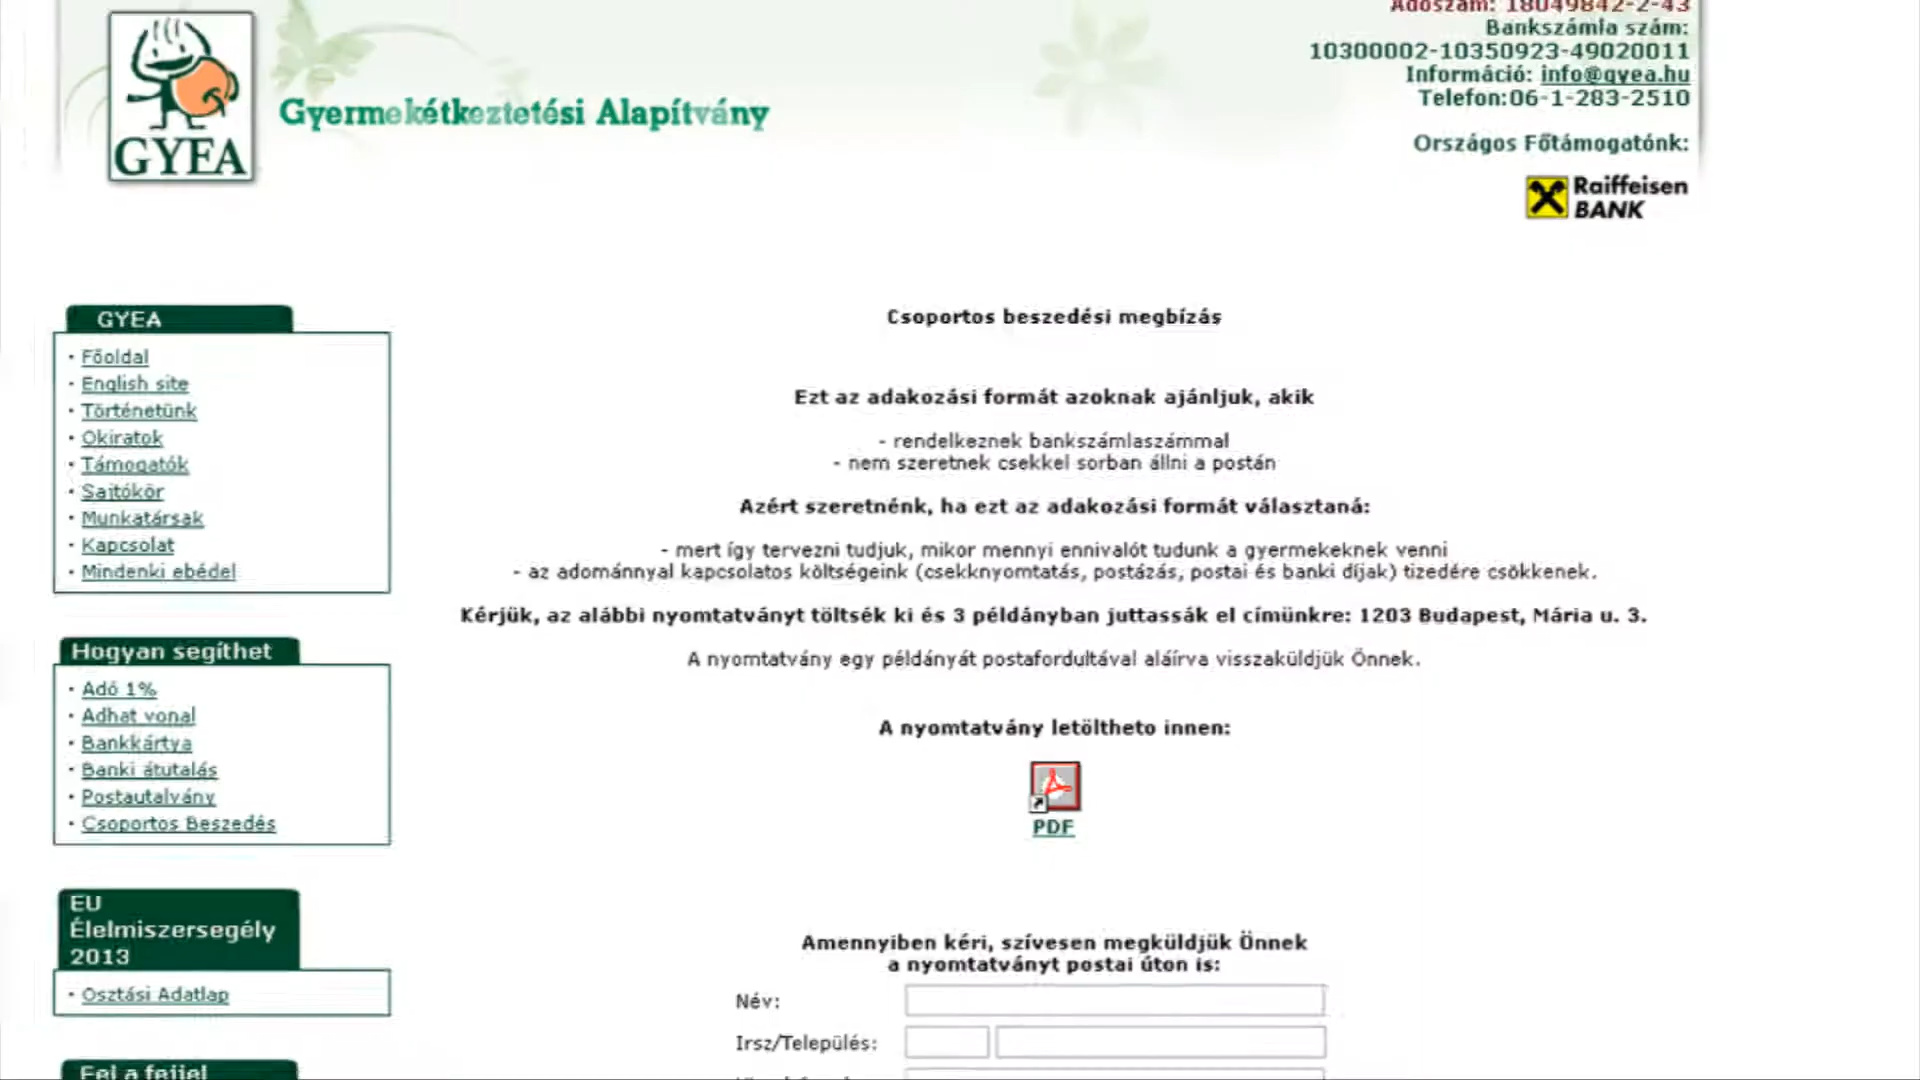 Adószám: 18049842-2-43
Bankszámla szám:
10300002-10350923-49020011
Információ: info@gyea.hu
Telefon:06-1-283-2510
Országos Főtámogatónk:
Raiffeisen
BANK
GYEA
Gyermekétkeztetési Alapítvány
GYEA
· Főoldal
· English site
· Történetünk
· Okiratok
· Támogatók
· Sajtókör
· Munkatársak
· Kapcsolat
· Mindenki ebédel
Hogyan segíthet
· Adó 1%
· Adhat vonal
· Bankkártya
· Banki átutalás
· Postautalvány
· Csoportos Beszedés
EU
Élelmiszersegély
2013
· Osztási Adatlap
Fel a fejjel
Csoportos beszedési megbízás
Ezt az adakozási formát azoknak ajánljuk, akik
- rendelkeznek bankszámlaszámmal
- nem szeretnek csekkel sorban állni a postán
Azért szeretnénk, ha ezt az adakozási formát választaná:
- mert így tervezni tudjuk, mikor mennyi ennivalót tudunk a gyermekeknek venni
- az adománnyal kapcsolatos költségeink (csekknyomtatás, postázás, postai és banki díjak) tizedére csökkenek.
Kérjük, az alábbi nyomtatványt töltsék ki és 3 példányban juttassák el címünkre: 1203 Budapest, Mária u. 3.
A nyomtatvány egy példányát postafordultával aláírva visszaküldjük Önnek.
A nyomtatvány letöltheto innen:
PDF
Amennyiben kéri, szívesen megküldjük Önnek
a nyomtatványt postai úton is:
Név:
Irsz/Település: